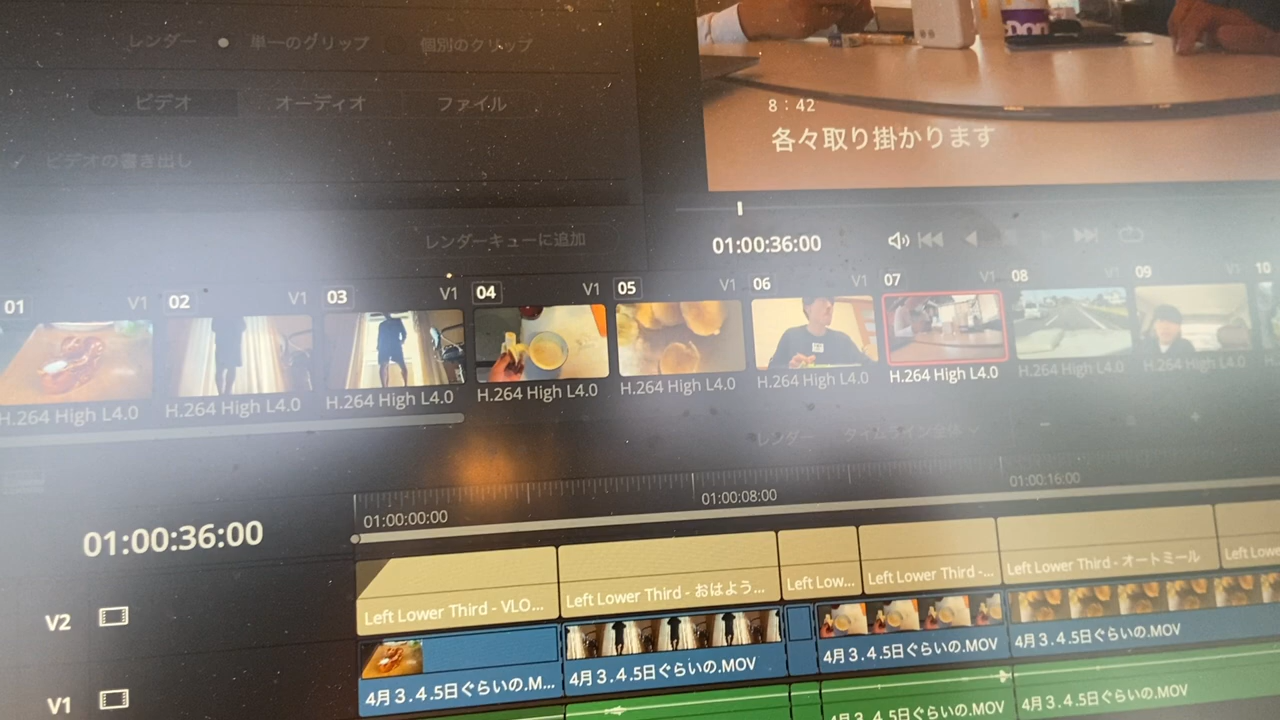 レンダー 単一のクリップ 個別のクリップ
ビデオ オーディオ ファイル
ビデオの書き出し
レンダーキューに追加
Don
8:42
各々取り掛かります
01:00:36:00
01 V1 02 V1 03 V1 04 V1 05 V1 06 V1 07 V1 08 V1 09 V1 10
H.264 High L4.0 H.264 High L4.0 H.264 High L4.0 H.264 High L4.0 H.264 High L4.0 H.264 High L4.0 H.264 High L4.0 H.264 High L4.0 H.264 High L4.0 H
レンダー タイムライン全体
01:00:36:00
01:00:00:00 01:00:08:00 01:00:16:00
V2
Left Lower Third - VLO... Left Lower Third - おはよう... Left Low... Left Lower Third -... Left Lower Third - オートミール Left Lowe
V1
4月3.4.5日ぐらいの.M... 4月3.4.5日ぐらいの.MOV 4月3.4.5日ぐらいの.MOV 4月3.4.5日ぐらいの.MOV
4月3.4.5日ぐらいの.MOV 4月3.4.5日ぐらいの.MOV